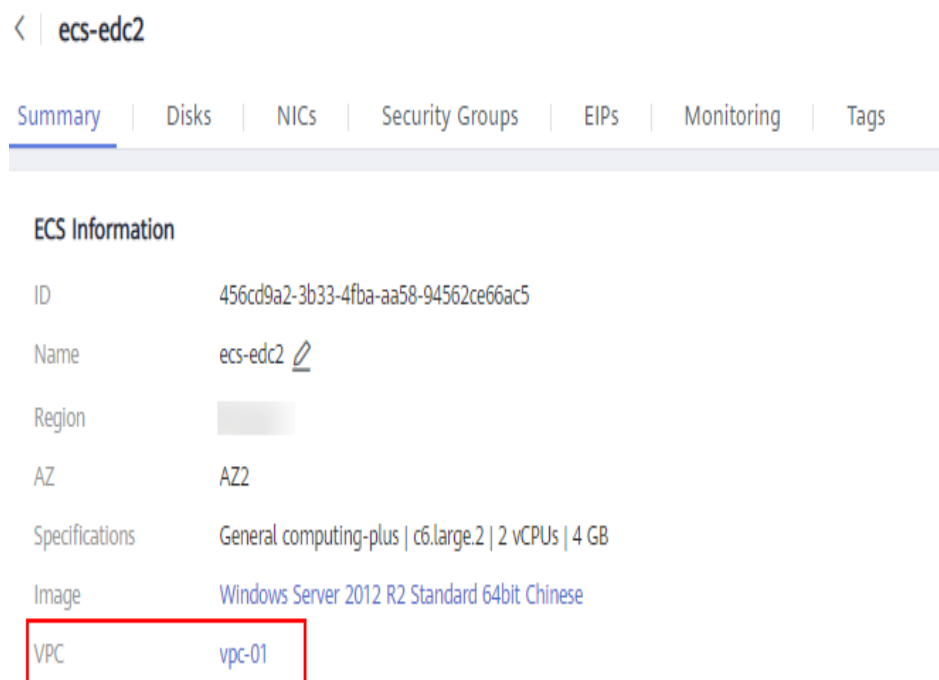 ecs-edc2
Summary Disks NICs Security Groups EIPs Monitoring Tags
ECS Information
ID 456cd9a2-3b33-4fba-aa58-94562ce66ac5
Name ecs-edc2
Region
AZ AZ2
Specifications General computing-plus | c6.large.2 | 2 vCPUs | 4 GB
Image Windows Server 2012 R2 Standard 64bit Chinese
VPC vpc-01